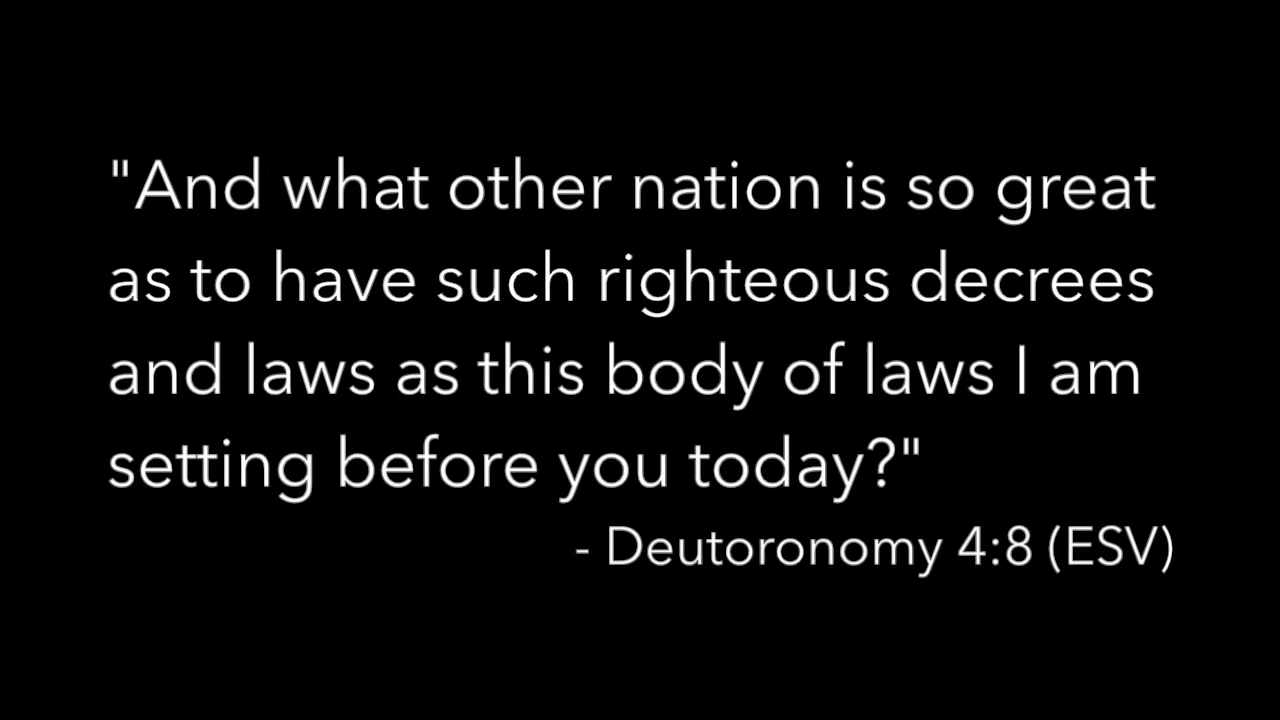 "And what other nation is so great
as to have such righteous decrees
and laws as this body of laws I am
setting before you today?"
- Deutoronomy 4:8 (ESV)